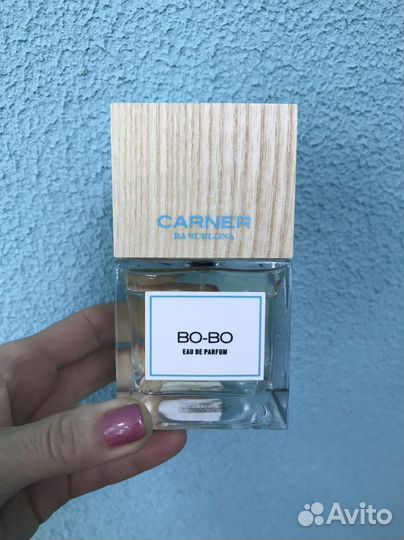 CARNER
BARCELONA
BO-BO
EAU DE PARFUM
Avito